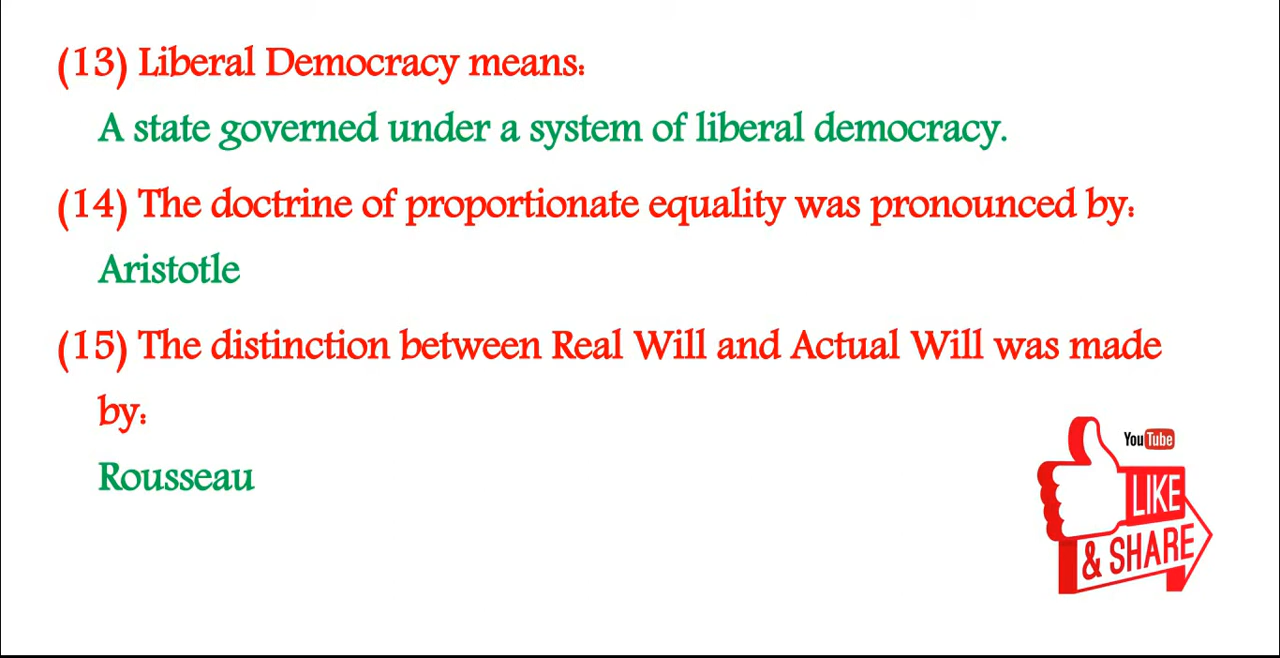 (13) Liberal Democracy means:
A state governed under a system of liberal democracy.
(14) The doctrine of proportionate equality was pronounced by:
Aristotle
(15) The distinction between Real Will and Actual Will was made
by:
Rousseau
YouTube
LIKE
& SHARE